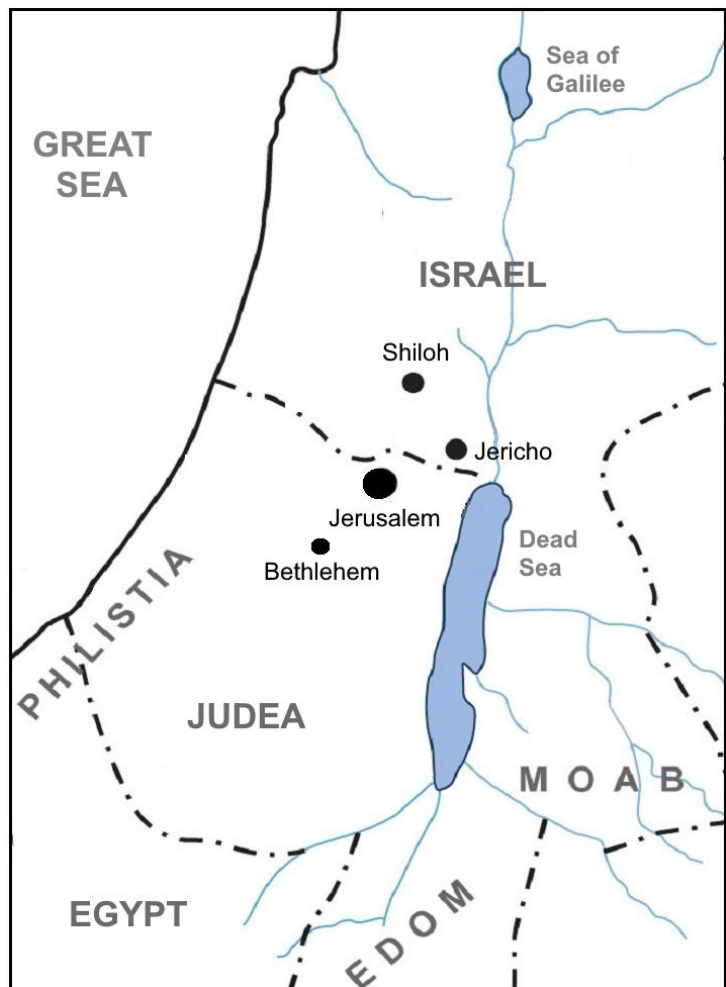 Sea of
Galilee
GREAT
SEA
ISRAEL
Shiloh
Jericho
Jerusalem
Dead
Sea
Bethlehem
PHILISTIA
JUDEA
MOAB
EGYPT
EDOM